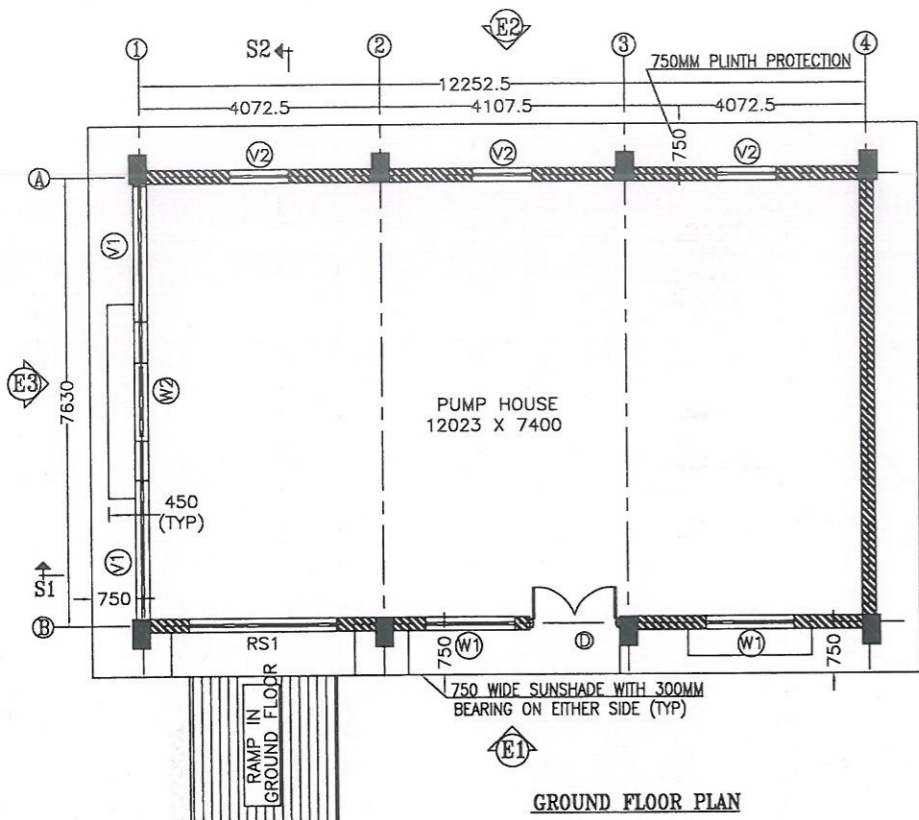 E2
1
S2
2
3
4
750MM PLINTH PROTECTION
12252.5
4072.5
4107.5
4072.5
750
V2
V2
V2
A
V1
E3
7630
W2
PUMP HOUSE
12023 X 7400
450
(TYP)
V1
S1
750
B
RS1
W1
D
W1
750
750
RAMP IN
GROUND FLOOR
750 WIDE SUNSHADE WITH 300MM
BEARING ON EITHER SIDE (TYP)
E1
GROUND FLOOR PLAN